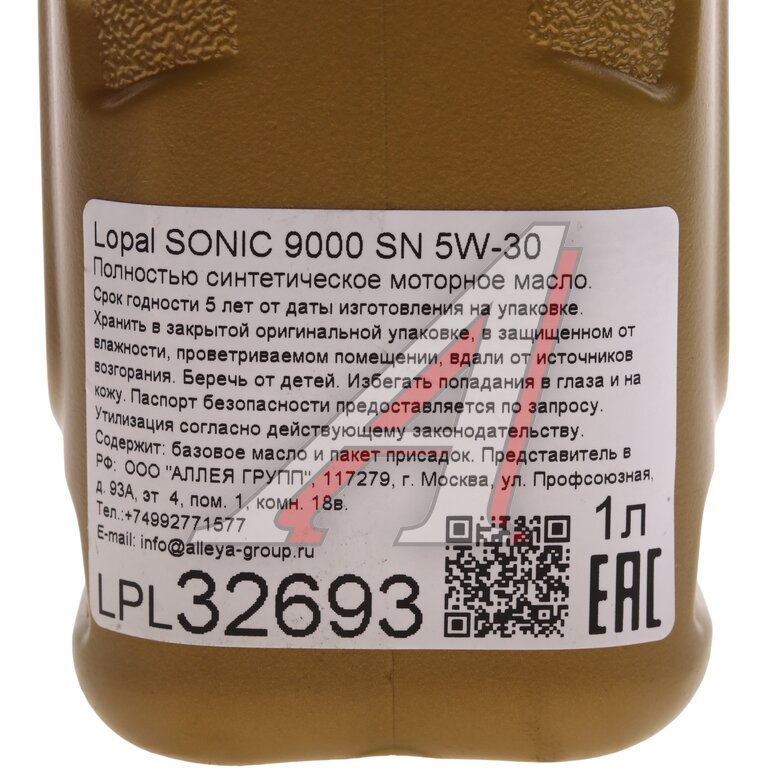 Lopal SONIC 9000 SN 5W-30
Полностью синтетическое моторное масло.
Срок годности 5 лет от даты изготовления на упаковке.
Хранить в закрытой оригинальной упаковке, в защищенном от
влажности, проветриваемом помещении, вдали от источников
возгорания. Беречь от детей. Избегать попадания в глаза и на
кожу. Паспорт безопасности предоставляется по запросу.
Утилизация согласно действующему законодательству.
Содержит: базовое масло и пакет присадок. Представитель в
РФ: ООО "АЛЛЕЯ ГРУПП", 117279, г. Москва, ул. Профсоюзная,
д. 93А, эт 4, пом. 1, комн. 18в.
Тел.:+74992771577
E-mail: info@alleya-group.ru
1л
LPL32693
EAC